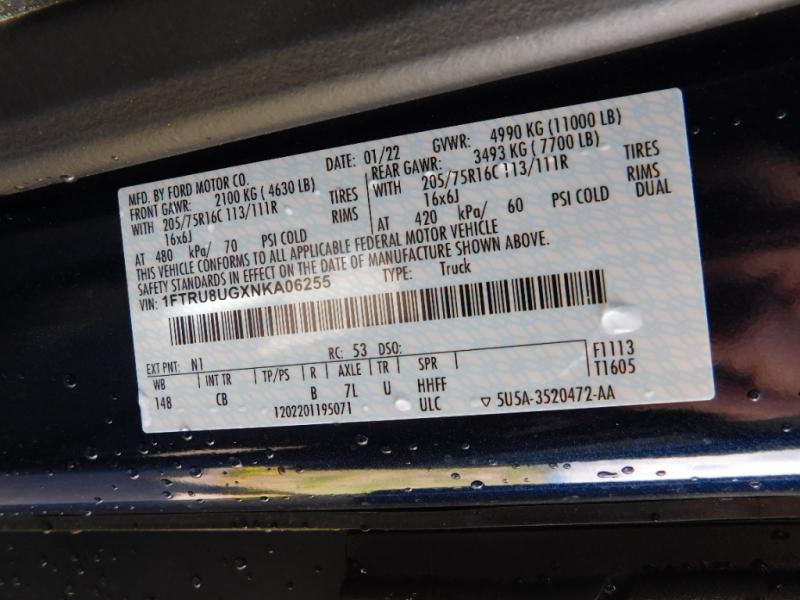 MFD. BY FORD MOTOR CO.
DATE: 01/22 GVWR: 4990 KG (11000 LB)
FRONT GAWR: 2100 KG ( 4630 LB) REAR GAWR: 3493 KG ( 7700 LB)
WITH 205/75R16C 113/111R TIRES WITH 205/75R16C 113/111R TIRES
16x6J RIMS 16x6J RIMS
AT 480 kPa/ 70 PSI COLD AT 420 kPa/ 60 PSI COLD DUAL
THIS VEHICLE CONFORMS TO ALL APPLICABLE FEDERAL MOTOR VEHICLE
SAFETY STANDARDS IN EFFECT ON THE DATE OF MANUFACTURE SHOWN ABOVE.
VIN: 1FTRU8UGXNKA06255 TYPE: Truck
EXT PNT: N1 RC: 53 DSO: F1113
WB INT TR TP/PS R AXLE TR SPR T1605
148 CB B 7L U HHFF
1202201195071 ULC ▽ 5U5A-3520472-AA